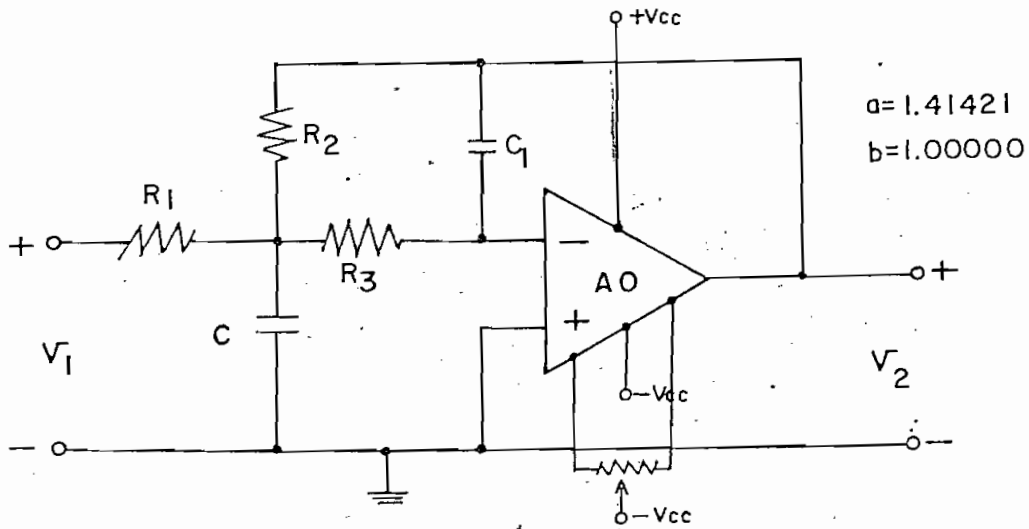 +Vcc
a=1.41421
b=1.00000
R2
C1
R1
+
R3
−
AO
+
+
C
V1
−Vcc
V2
−
−
−Vcc